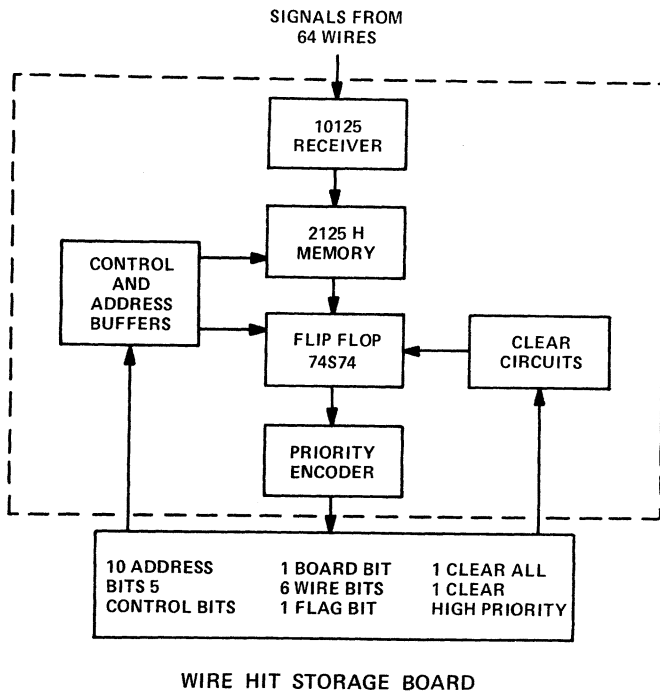 SIGNALS FROM
64 WIRES
10125
RECEIVER
2125 H
MEMORY
CONTROL
AND
ADDRESS
BUFFERS
FLIP FLOP
74S74
CLEAR
CIRCUITS
PRIORITY
ENCODER
10 ADDRESS
BITS 5
CONTROL BITS
1 BOARD BIT
6 WIRE BITS
1 FLAG BIT
1 CLEAR ALL
1 CLEAR
HIGH PRIORITY
WIRE HIT STORAGE BOARD